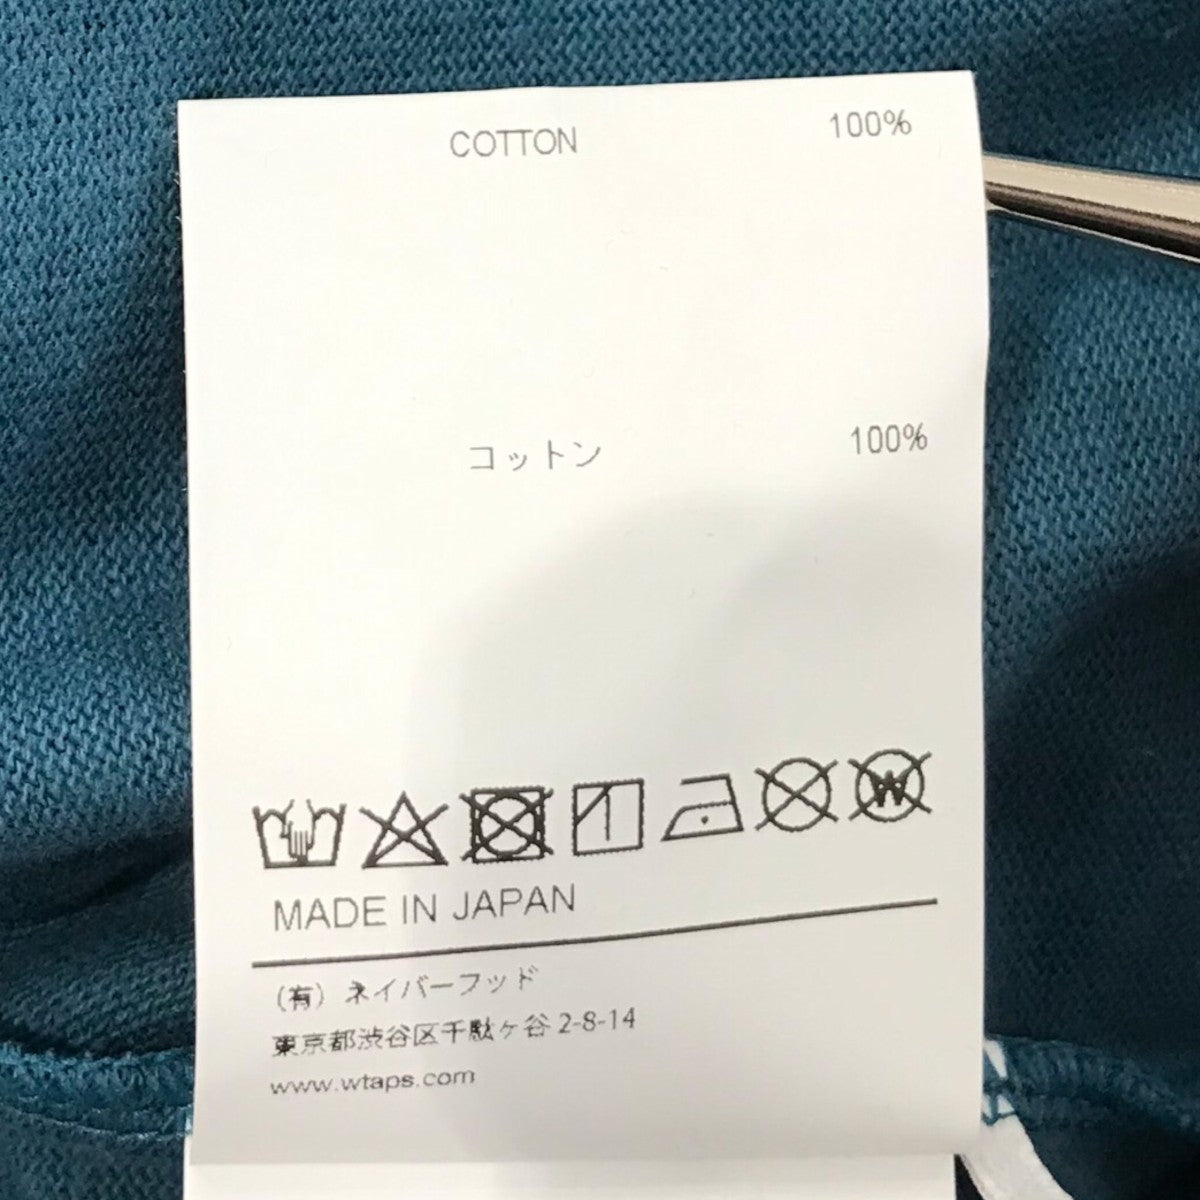 COTTON 100%
コットン 100%
W
MADE IN JAPAN
(有) ネイバーフッド
東京都渋谷区千駄ヶ谷 2-8-14
www.wtaps.com